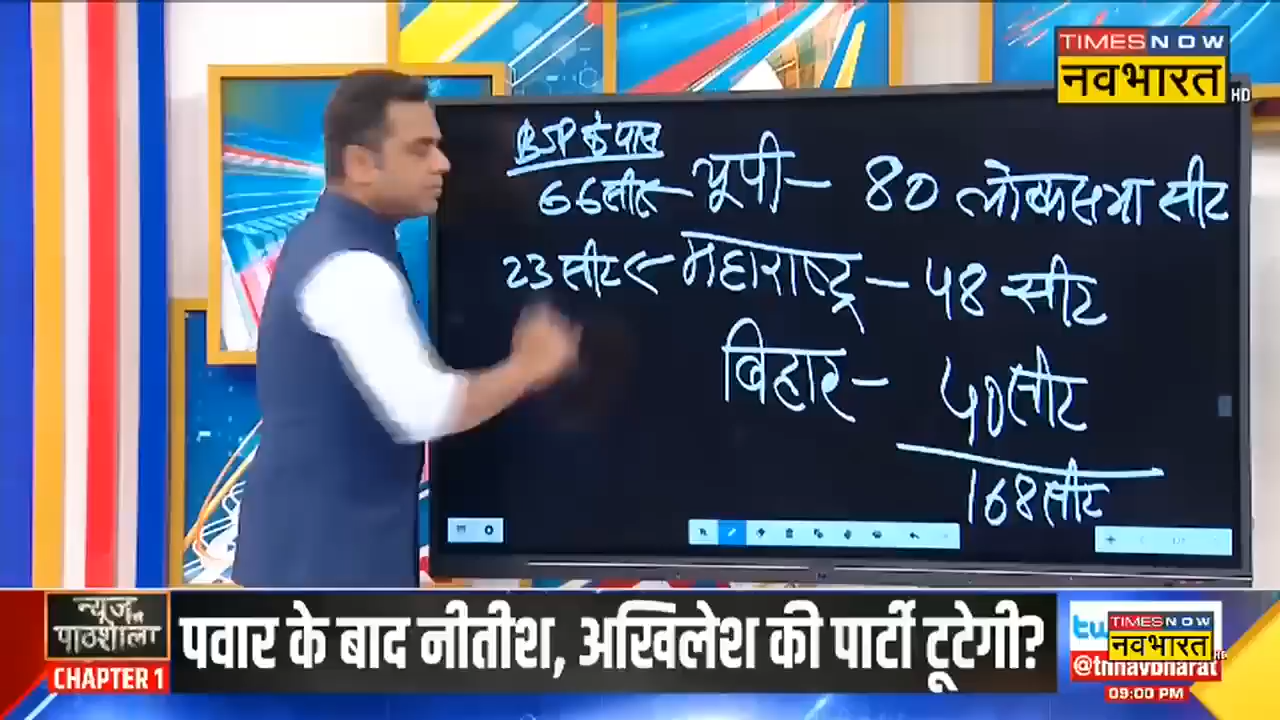 TIMES NOW
नवभारत
HD
BJP के पास
66 सीट यूपी - 80 लोकसभा सीट
23 सीट महाराष्ट्र - 48 सीट
बिहार - 40 सीट
168 सीट
न्यूज़ की
पाठशाला
CHAPTER 1
पवार के बाद नीतीश, अखिलेश की पार्टी टूटेगी?
TIMES NOW
नवभारत
@tnnavbharat
09:00 PM